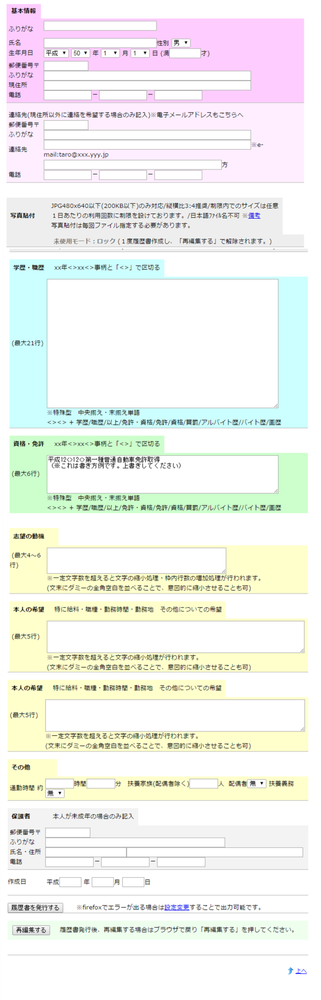 基本情報
ふりがな
氏名 性別 男
生年月日 平成 50 年 1 月 1 日 (満 才)
郵便番号〒
ふりがな
現住所
電話 － －
連絡先(現住所以外に連絡を希望する場合のみ記入)※電子メールアドレスもこちらへ
郵便番号〒
ふりがな
連絡先 ※e-
mail:taro@xxx.yyy.jp
方
電話 － －
JPG480x640以下(200KB以下)のみ対応/縦横比3:4推奨/制限内でのサイズは任意
写真貼付 １日あたりの利用回数に制限を設けております。/日本語ﾌｧｲﾙ名不可 ※備考
写真貼付は毎回ファイル指定する必要があります。
未使用モード：ロック (１度履歴書作成し、「再編集する」で解除されます。)
学歴・職歴 xx年<>xx<>事柄と「<>」で区切る
(最大21行)
※特殊型　中央揃え・末揃え単語
<><> + 学歴/職歴/以上/免許・資格/免許/資格/賞罰/アルバイト歴/バイト歴/画歴
資格・免許 xx年<>xx<>事柄と「<>」で区切る
平成12<>12<>第一種普通自動車免許取得
（※これは書き方例です。上書きしてください）
(最大6行)
※特殊型　中央揃え・末揃え単語
<><> + 学歴/職歴/以上/免許・資格/免許/資格/賞罰/アルバイト歴/バイト歴/画歴
志望の動機
(最大4～6
行)
※一定文字数を超えると文字の縮小処理・枠内行数の増加処理が行われます。
(文末にダミーの全角空白を並べることで、意図的に縮小させることも可)
本人の希望 特に給料・職種・勤務時間・勤務地　その他についての希望
(最大5行)
※一定文字数を超えると文字の縮小処理が行われます。
(文末にダミーの全角空白を並べることで、意図的に縮小させることも可)
本人の希望 特に給料・職種・勤務時間・勤務地　その他についての希望
(最大5行)
※一定文字数を超えると文字の縮小処理が行われます。
(文末にダミーの全角空白を並べることで、意図的に縮小させることも可)
その他
通勤時間 約 時間 分　扶養家族(配偶者除く) 人 配偶者 無 扶養義務
無
保護者 本人が未成年の場合のみ記入
郵便番号〒
ふりがな
氏名・住所
電話 － －
作成日 平成 年 月 日
履歴書を発行する ※firefoxでエラーが出る場合は設定変更することで出力可能です。
再編集する 履歴書発行後、再編集する場合はブラウザで戻り「再編集する」を押してください。
上へ